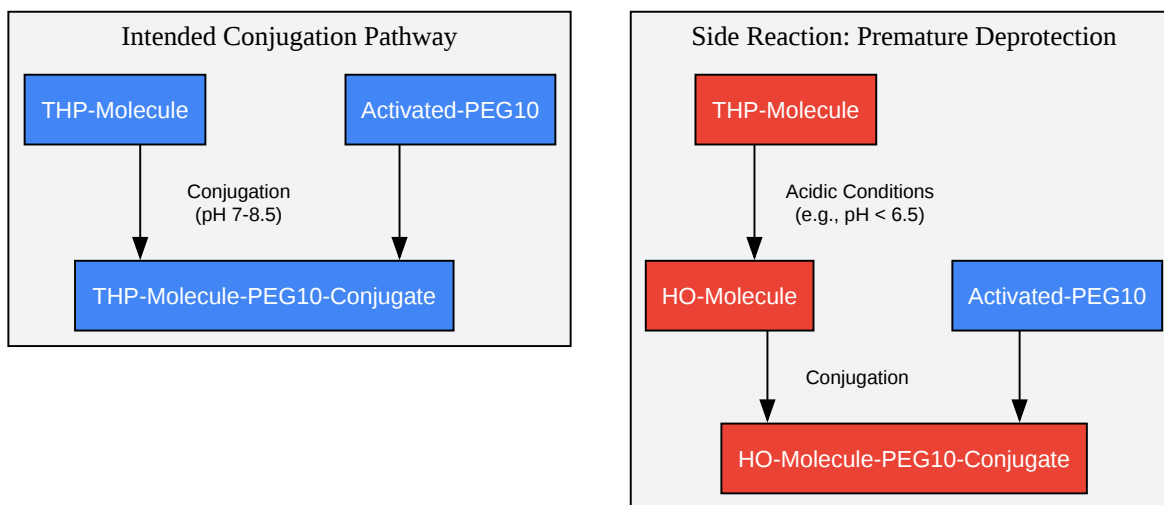 Intended Conjugation Pathway
THP-Molecule
Activated-PEG10
Conjugation
(pH 7-8.5)
THP-Molecule-PEG10-Conjugate
Side Reaction: Premature Deprotection
THP-Molecule
Acidic Conditions
(e.g., pH < 6.5)
HO-Molecule
Activated-PEG10
Conjugation
HO-Molecule-PEG10-Conjugate